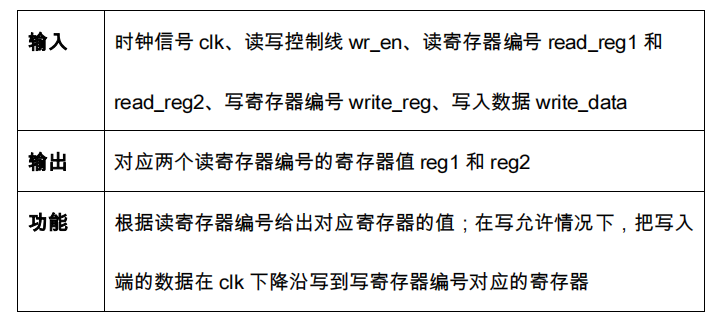 输入
时钟信号 clk、读写控制线 wr_en、读寄存器编号 read_reg1 和
read_reg2、写寄存器编号 write_reg、写入数据 write_data
输出
对应两个读寄存器编号的寄存器值 reg1 和 reg2
功能
根据读寄存器编号给出对应寄存器的值；在写允许情况下，把写入
端的数据在 clk 下降沿写到写寄存器编号对应的寄存器